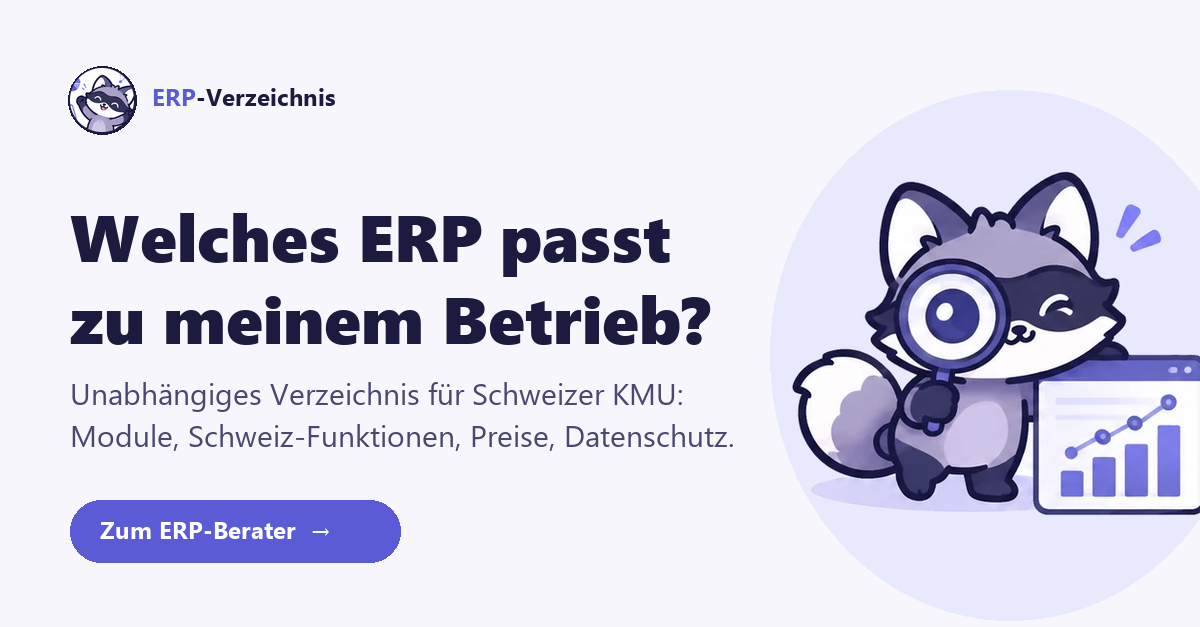 ERP-Verzeichnis
Welches ERP passt
zu meinem Betrieb?
Unabhängiges Verzeichnis für Schweizer KMU:
Module, Schweiz-Funktionen, Preise, Datenschutz.
Zum ERP-Berater →